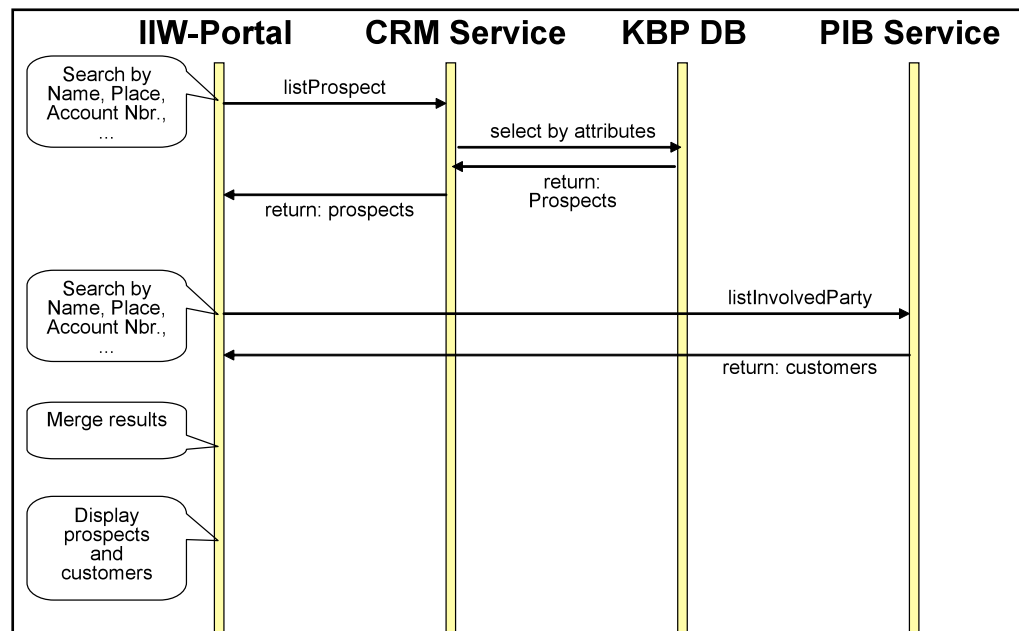 IIW-Portal CRM Service KBP DB PIB Service
Search by
Name, Place,
Account Nbr.,
...
listProspect
select by attributes
return:
Prospects
return: prospects
Search by
Name, Place,
Account Nbr.,
...
listInvolvedParty
return: customers
Merge results
Display
prospects
and
customers